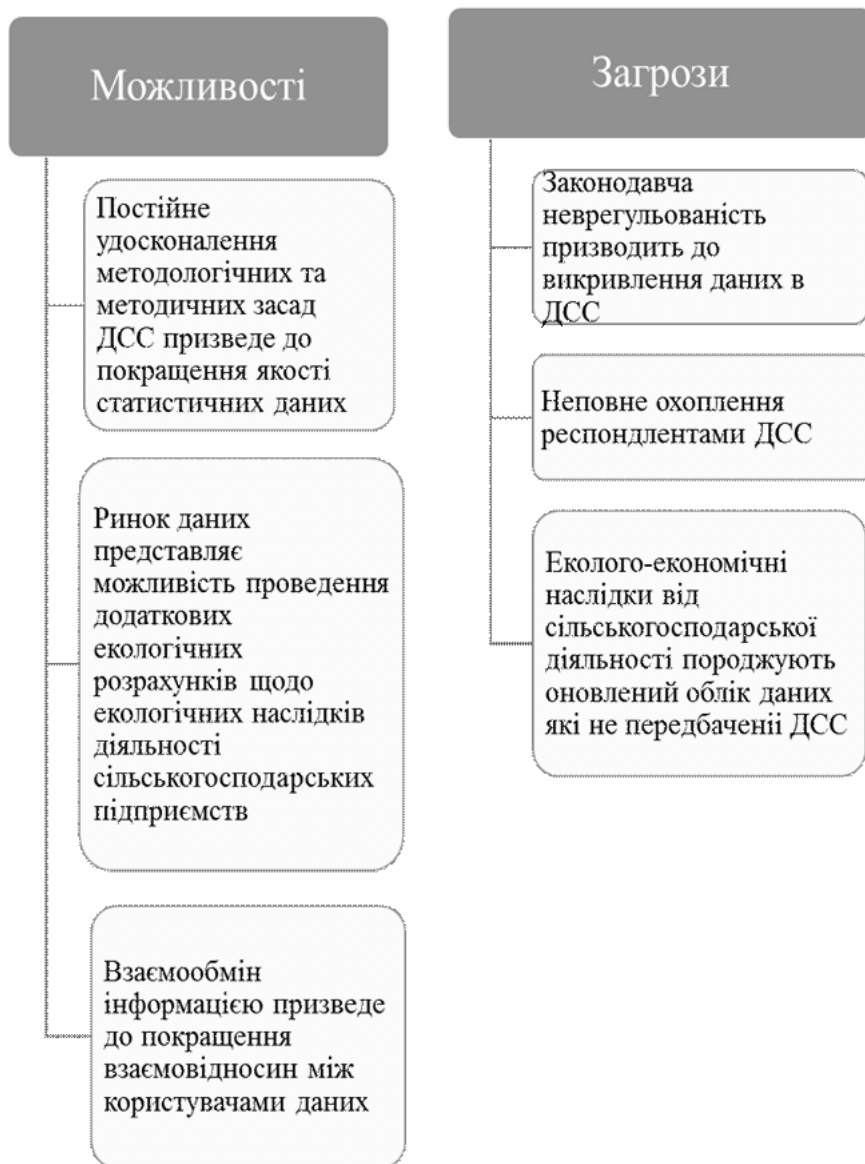 Можливості
Постійне
удосконалення
методологічних та
методичних засад
ДСС призведе до
покращення якості
статистичних даних
Ринок даних
представляє
можливість проведення
додаткових
екологічних
розрахунків щодо
екологічних наслідків
діяльності
сільськогосподарських
підприємств
Взаємообмін
інформацією призведе
до покращення
взаємовідносин між
користувачами даних
Загрози
Законодавча
неврегульованість
призводить до
викривлення даних в
ДСС
Неповне охоплення
респондлентами ДСС
Еколого-економічні
наслідки від
сільськогосподарської
діяльності породжують
оновлений облік даних
які не передбаченіі ДСС